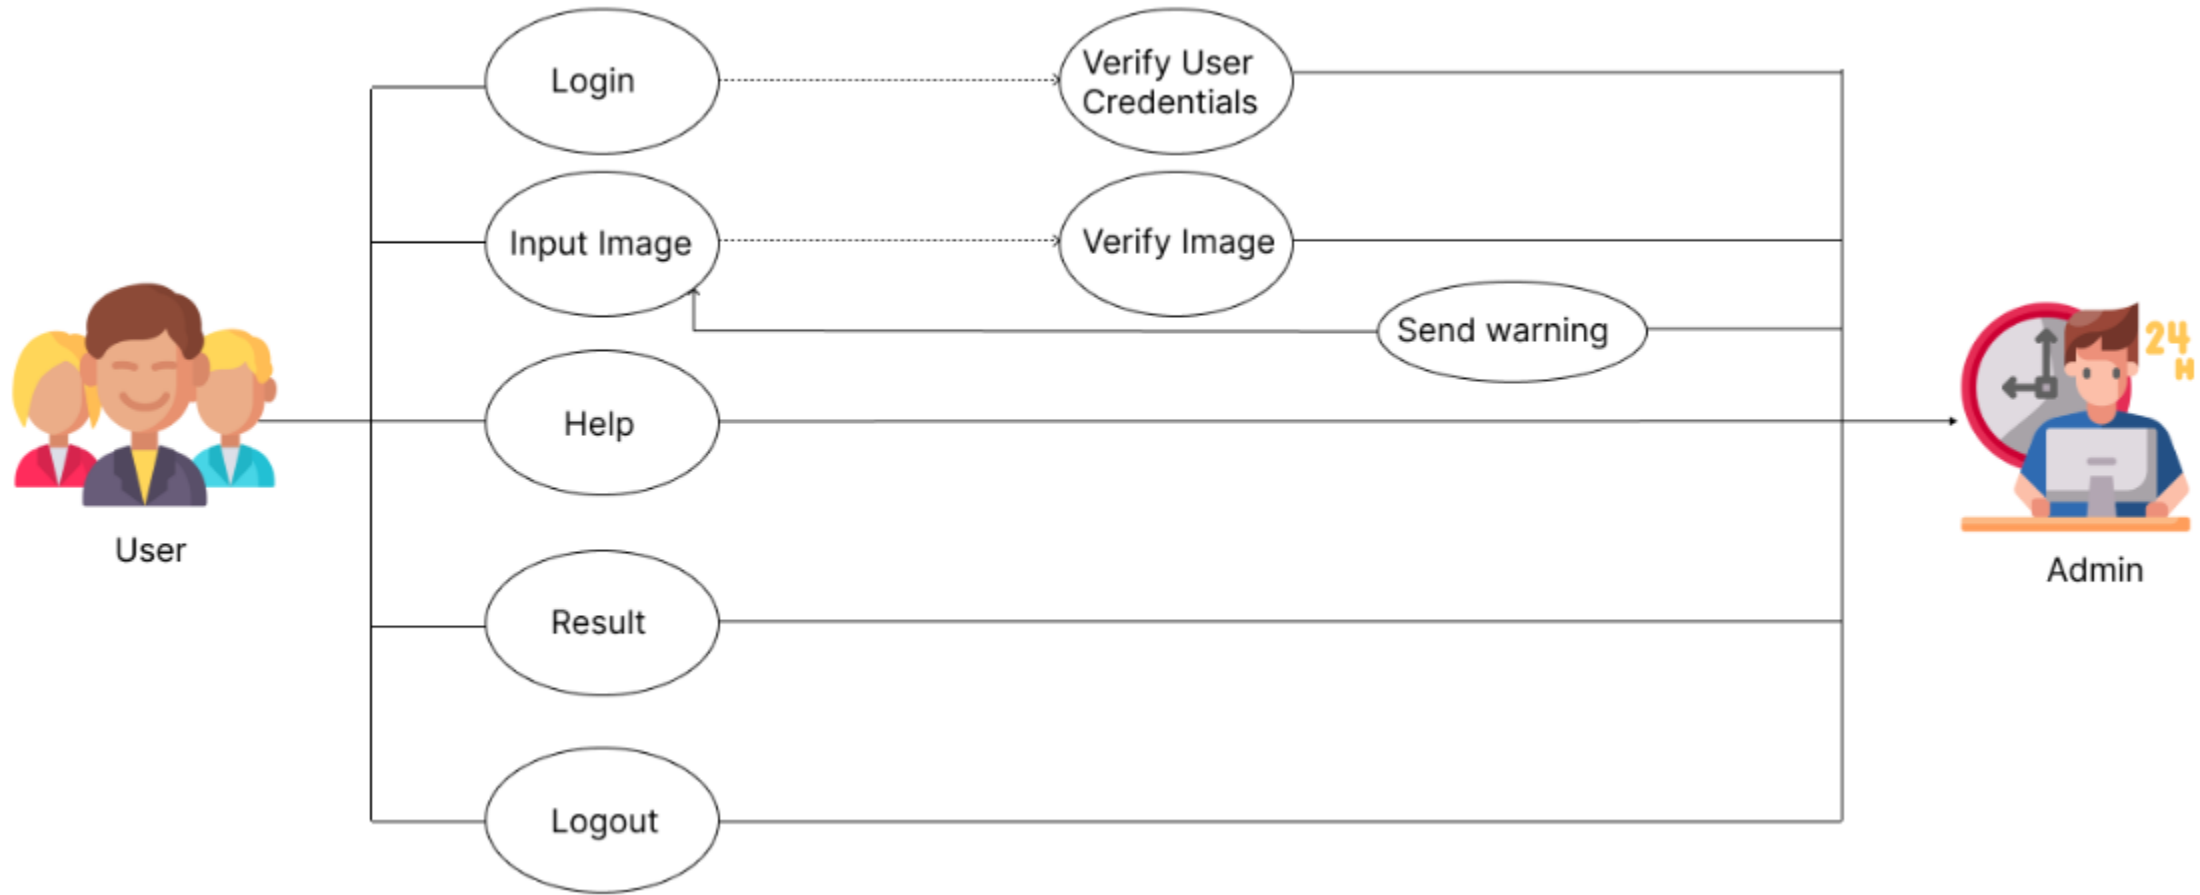 Login
Verify User
Credentials
Input Image
Verify Image
Send warning
24
H
Help
User
Admin
Result
Logout